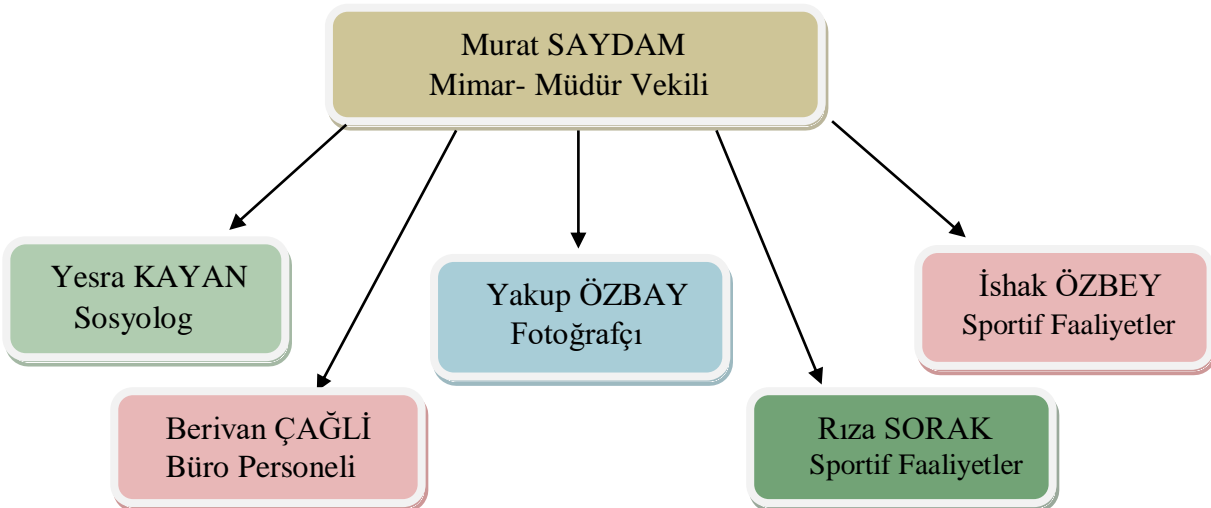 Murat SAYDAM
Mimar- Müdür Vekili
Yesra KAYAN
Sosyolog
Yakup ÖZBAY
Fotoğrafçı
İshak ÖZBEY
Sportif Faaliyetler
Berivan ÇAĞLİ
Büro Personeli
Rıza SORAK
Sportif Faaliyetler